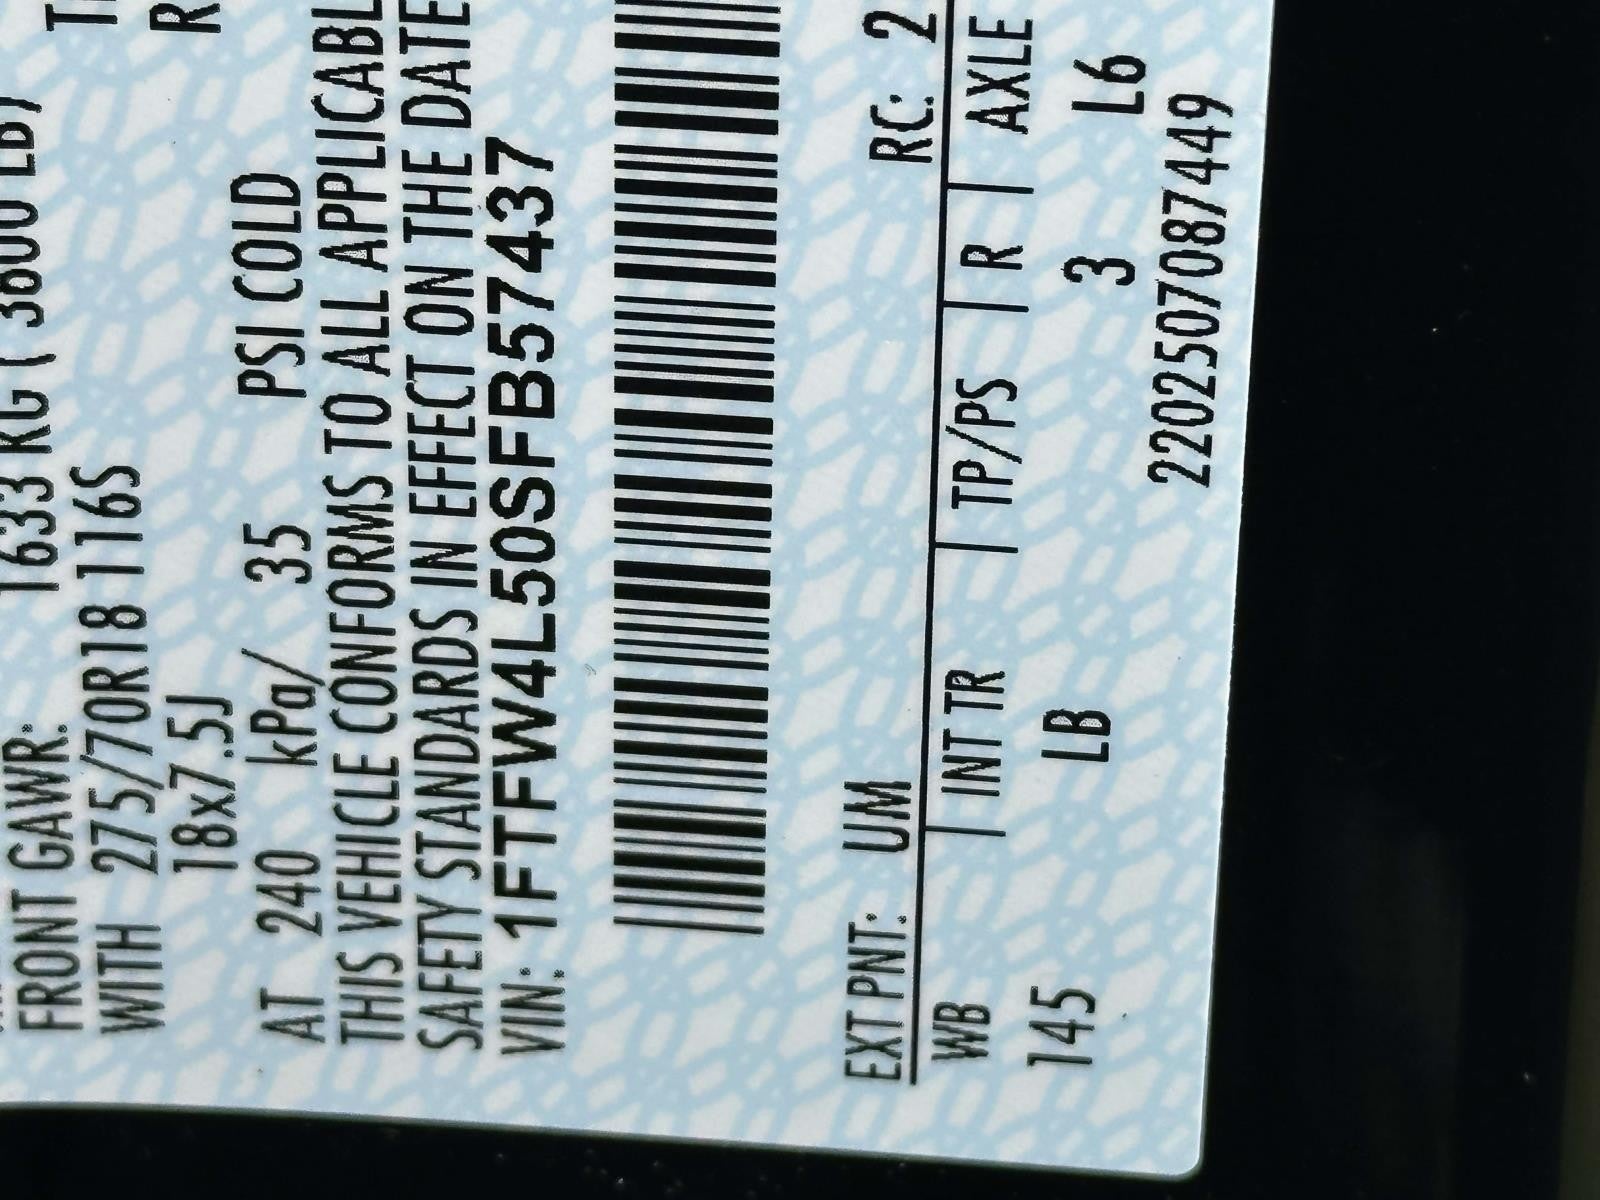 FRONT GAWR: 1633 KG ( 3600 LB)
WITH 275/70R18 116S
18x7.5J
AT 240 kPa/ 35 PSI COLD
THIS VEHICLE CONFORMS TO ALL APPLICABL
SAFETY STANDARDS IN EFFECT ON THE DATE
VIN: 1FTFW4L50SFB57437
EXT PNT: UM RC: 2
WB | INT TR | TP/PS | R | AXLE
145 LB 3 L6
2202507087449